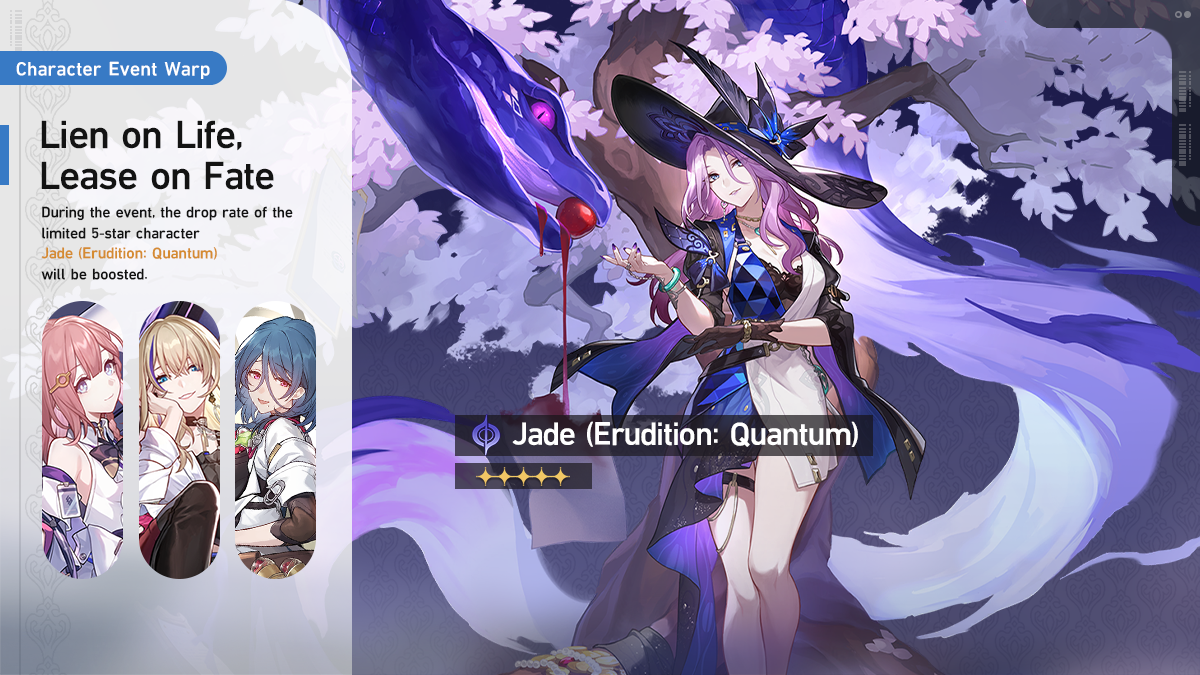 Character Event Warp
Lien on Life,
Lease on Fate
During the event, the drop rate of the
limited 5-star character
Jade (Erudition: Quantum)
will be boosted.
Jade (Erudition: Quantum)